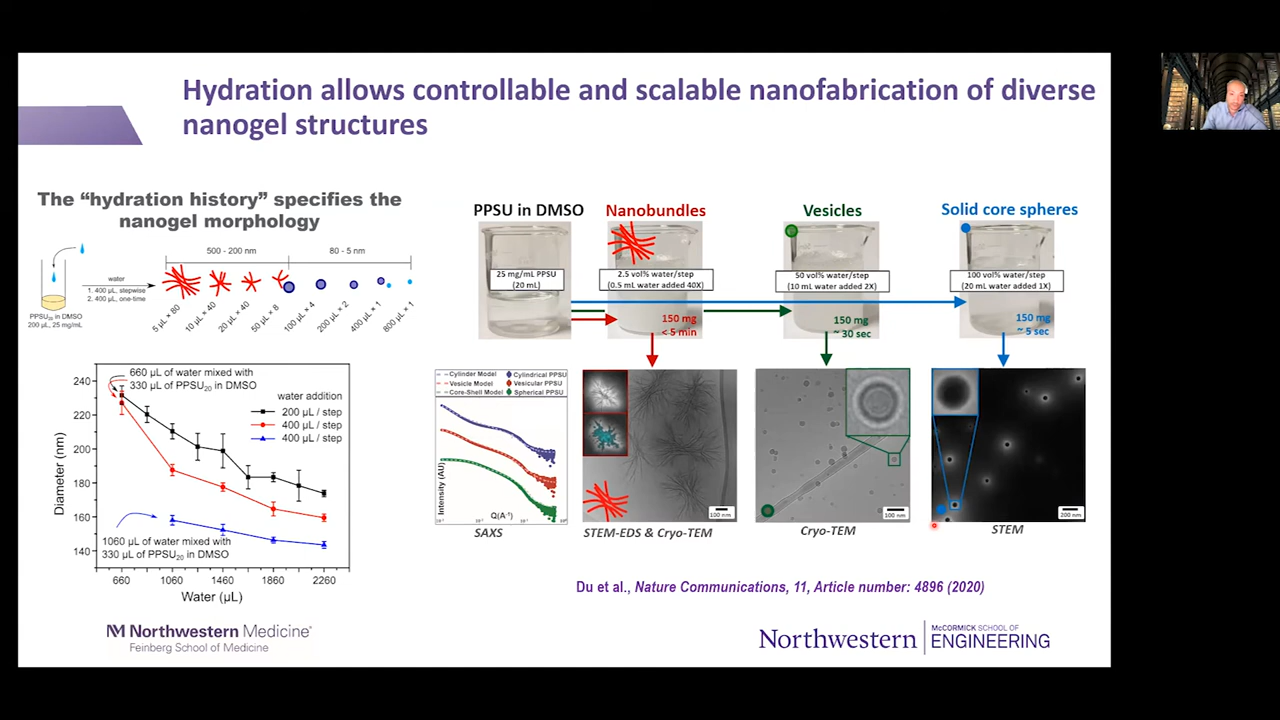 Hydration allows controllable and scalable nanofabrication of diverse
nanogel structures
The “hydration history” specifies the
nanogel morphology
500 - 200 nm
80 - 5 nm
water
1. 400 µL, stepwise
2. 400 µL, one-time
PPSU20 in DMSO
200 µL, 25 mg/mL
5 µL × 80
10 µL × 40
20 µL × 40
50 µL × 8
100 µL × 4
200 µL × 2
400 µL × 1
800 µL × 1
PPSU in DMSO
Nanobundles
Vesicles
Solid core spheres
25 mg/mL PPSU
(20 mL)
2.5 vol% water/step
(0.5 mL water added 40X)
50 vol% water/step
(10 mL water added 2X)
100 vol% water/step
(20 mL water added 1X)
150 mg
< 5 min
150 mg
~ 30 sec
150 mg
~ 5 sec
660 µL of water mixed with
330 µL of PPSU20 in DMSO
water addition
200 µL / step
400 µL / step
400 µL / step
1060 µL of water mixed with
330 µL of PPSU20 in DMSO
Diameter (nm)
240
220
200
180
160
140
660
1060
1460
1860
2260
Water (µL)
Cylinder Model
Cylindrical PPSU
Vesicle Model
Vesicular PPSU
Core-Shell Model
Spherical PPSU
Intensity (AU)
Q(A⁻¹)
SAXS
100 nm
STEM-EDS & Cryo-TEM
100 nm
Cryo-TEM
200 nm
STEM
Du et al., Nature Communications, 11, Article number: 4896 (2020)
Northwestern Medicine®
Feinberg School of Medicine
Northwestern
McCORMICK SCHOOL OF
ENGINEERING